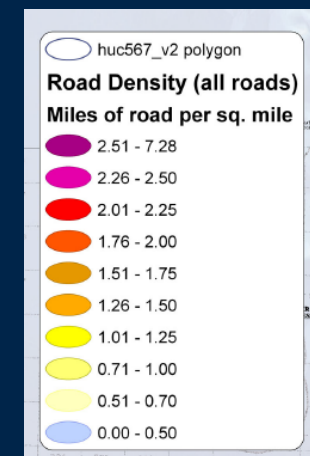 huc567_v2 polygon
Road Density (all roads)
Miles of road per sq. mile
2.51 - 7.28
2.26 - 2.50
2.01 - 2.25
1.76 - 2.00
1.51 - 1.75
1.26 - 1.50
1.01 - 1.25
0.71 - 1.00
0.51 - 0.70
0.00 - 0.50